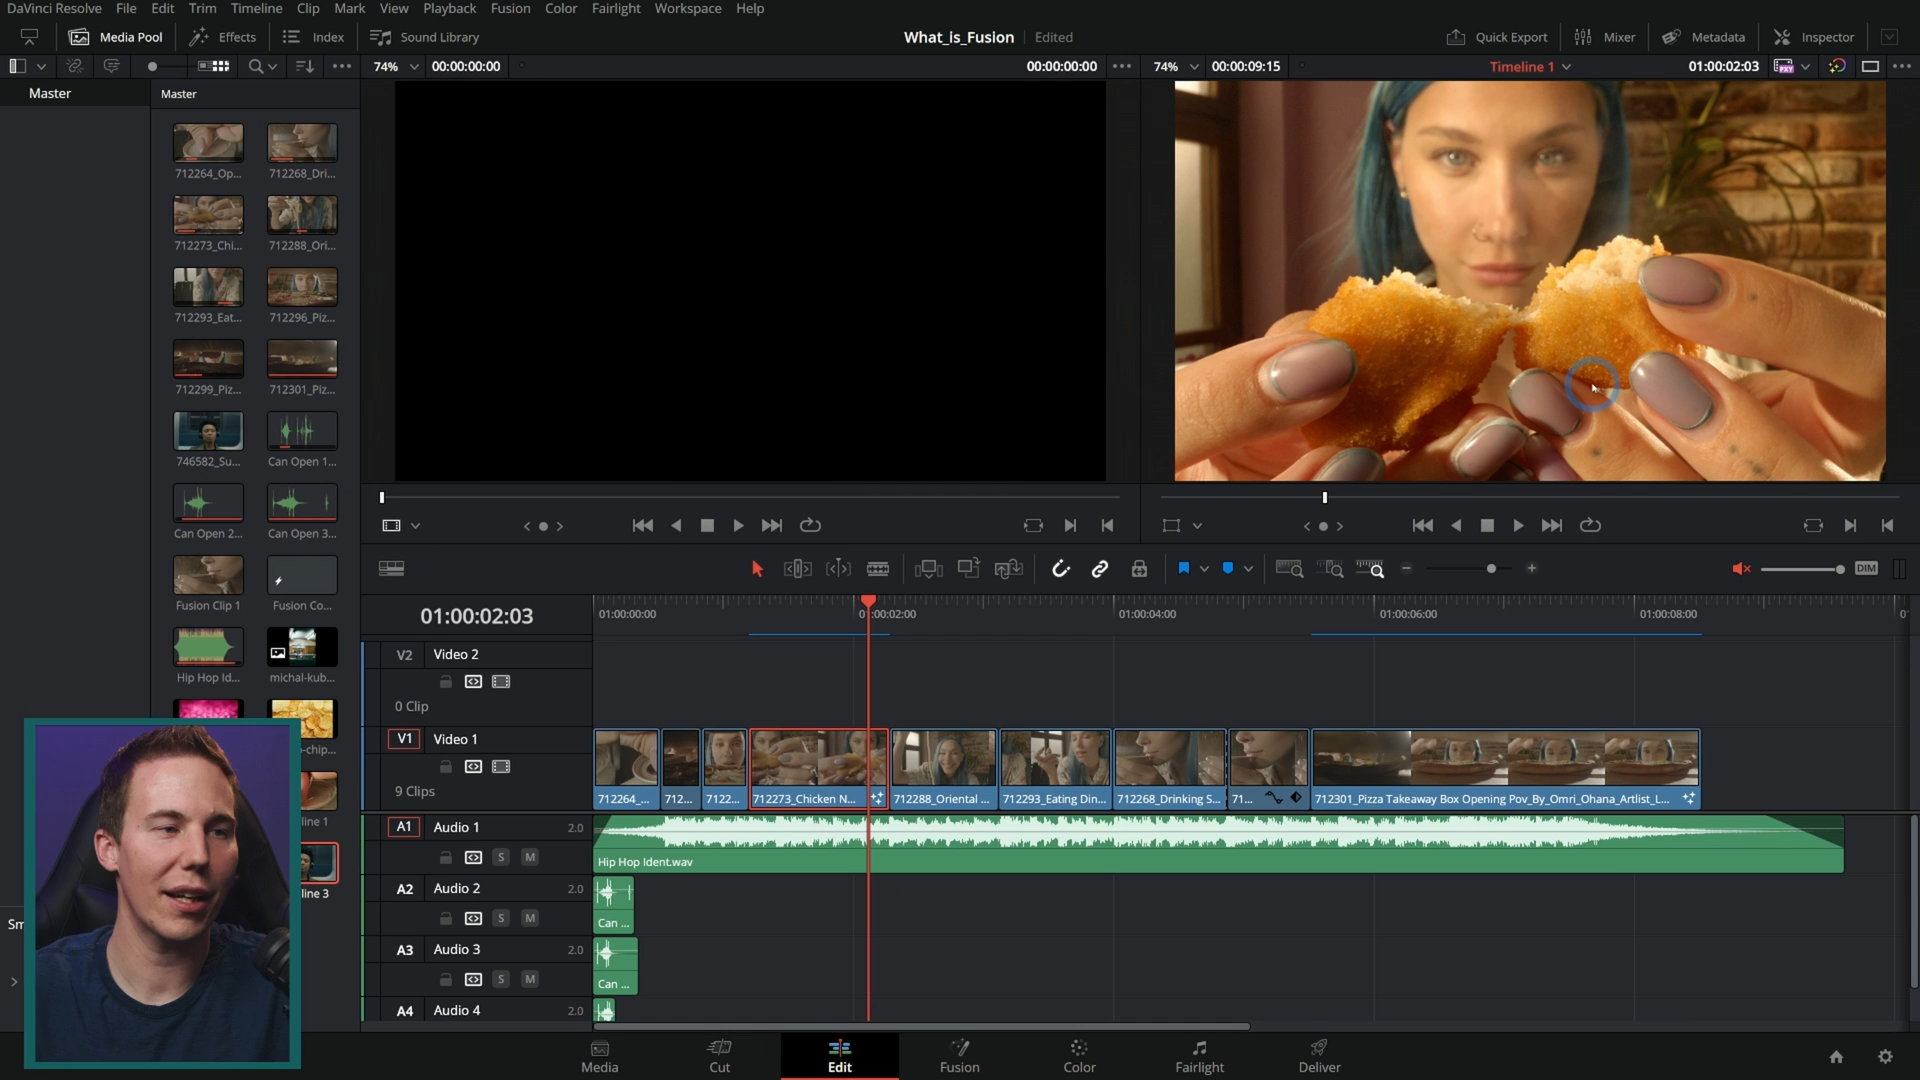 DaVinci Resolve File Edit Trim Timeline Clip Mark View Playback Fusion Color Fairlight Workspace Help
Media Pool Effects Index Sound Library What_is_Fusion Edited Quick Export Mixer Metadata Inspector
74% 00:00:00:00 00:00:00:00 74% 00:00:09:15 Timeline 1 01:00:02:03
Master Master
712264_Op... 712268_Dri...
712273_Chi... 712288_Ori...
712293_Eat... 712296_Piz...
712299_Piz... 712301_Piz...
746582_Su... Can Open 1...
Can Open 2... Can Open 3...
Fusion Clip 1 Fusion Co...
Hip Hop Id... michal-kub...
-chip...
line 1
line 3
Sm
DIM
01:00:02:03 01:00:00:00 01:00:02:00 01:00:04:00 01:00:06:00 01:00:08:00
V2 Video 2
0 Clip
V1 Video 1
9 Clips
712264_... 712... 7122... 712273_Chicken N... 712288_Oriental ... 712293_Eating Din... 712268_Drinking S... 71... 712301_Pizza Takeaway Box Opening Pov_By_Omri_Ohana_Artlist_L...
A1 Audio 1 2.0
S M
Hip Hop Ident.wav
A2 Audio 2 2.0
S M
Can ...
A3 Audio 3 2.0
S M
Can ...
A4 Audio 4 2.0
Media Cut Edit Fusion Color Fairlight Deliver